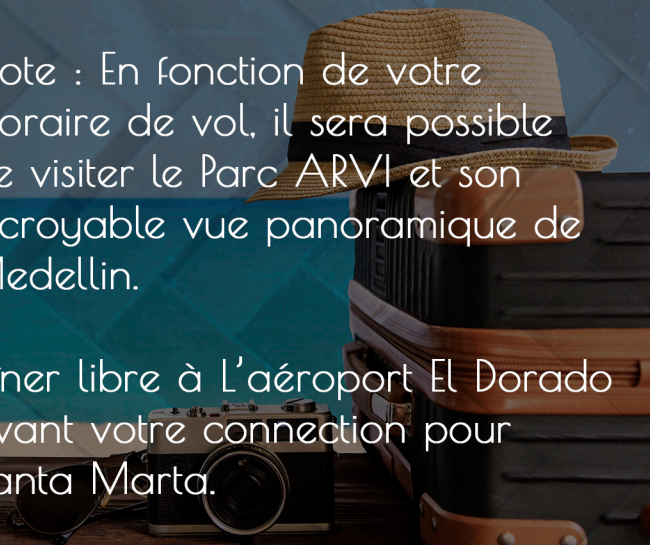 ote : En fonction de votre
oraire de vol, il sera possible
e visiter le Parc ARVI et son
croyable vue panoramique de
Medellin.
ner libre à L'aéroport El Dorado
vant votre connection pour
anta Marta.